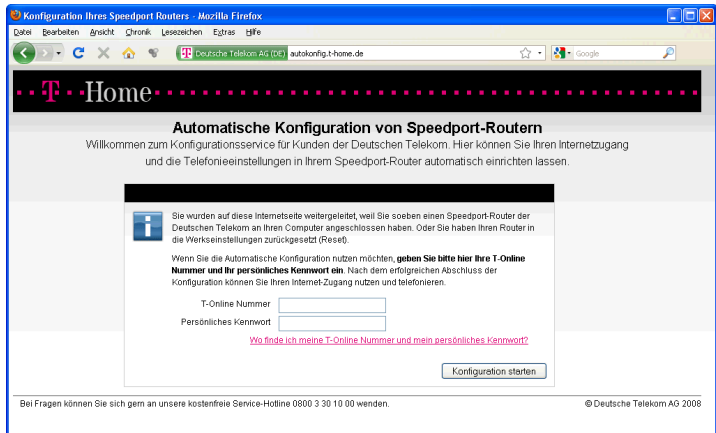 Konfiguration Ihres Speedport Routers - Mozilla Firefox
Datei Bearbeiten Ansicht Chronik Lesezeichen Extras Hilfe
Deutsche Telekom AG (DE) autokonfig.t-home.de Google
T Home
Automatische Konfiguration von Speedport-Routern
Willkommen zum Konfigurationsservice für Kunden der Deutschen Telekom. Hier können Sie Ihren Internetzugang
und die Telefonieeinstellungen in Ihrem Speedport-Router automatisch einrichten lassen.
Sie wurden auf diese Internetseite weitergeleitet, weil Sie soeben einen Speedport-Router der
Deutschen Telekom an Ihren Computer angeschlossen haben. Oder Sie haben Ihren Router in
die Werkseinstellungen zurückgesetzt (Reset).
Wenn Sie die Automatische Konfiguration nutzen möchten, geben Sie bitte hier Ihre T-Online
Nummer und Ihr persönliches Kennwort ein. Nach dem erfolgreichen Abschluss der
Konfiguration können Sie Ihren Internet-Zugang nutzen und telefonieren.
T-Online Nummer
Persönliches Kennwort
Wo finde ich meine T-Online Nummer und mein persönliches Kennwort?
Konfiguration starten
Bei Fragen können Sie sich gern an unsere kostenfreie Service-Hotline 0800 3 30 10 00 wenden. © Deutsche Telekom AG 2008